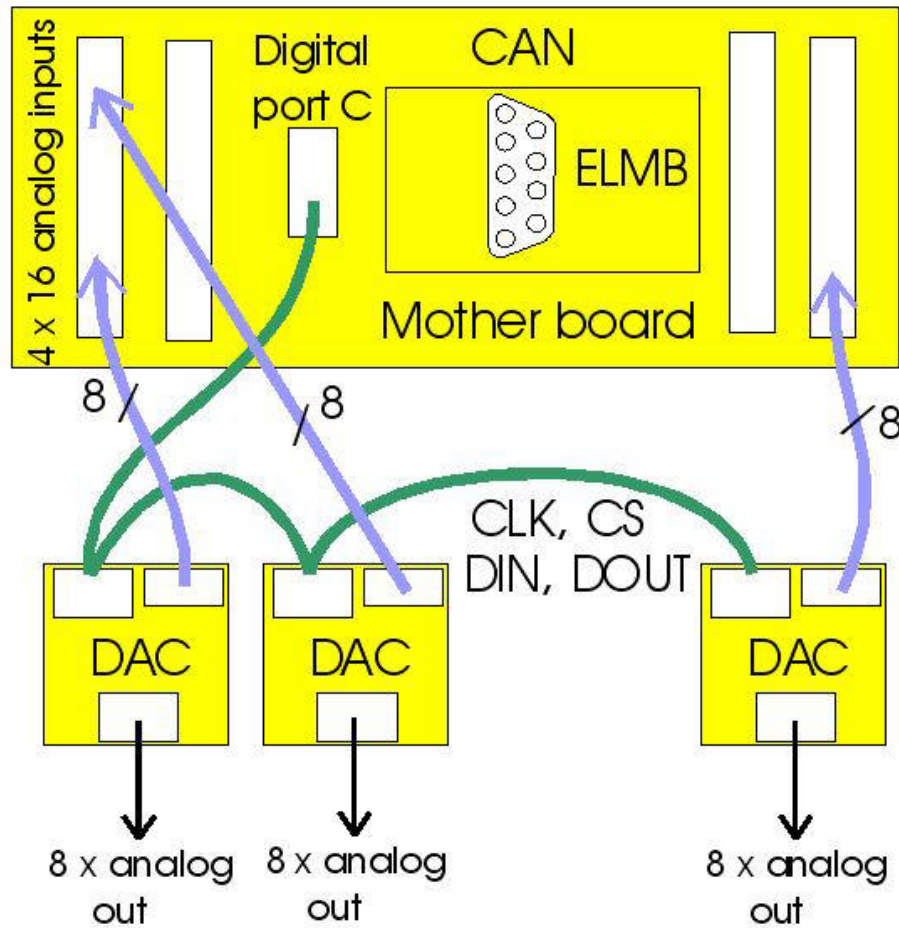 4 x 16 analog inputs
Digital
port C
CAN
ELMB
Mother board
8
8
8
CLK, CS
DIN, DOUT
DAC
DAC
DAC
8 x analog
out
8 x analog
out
8 x analog
out